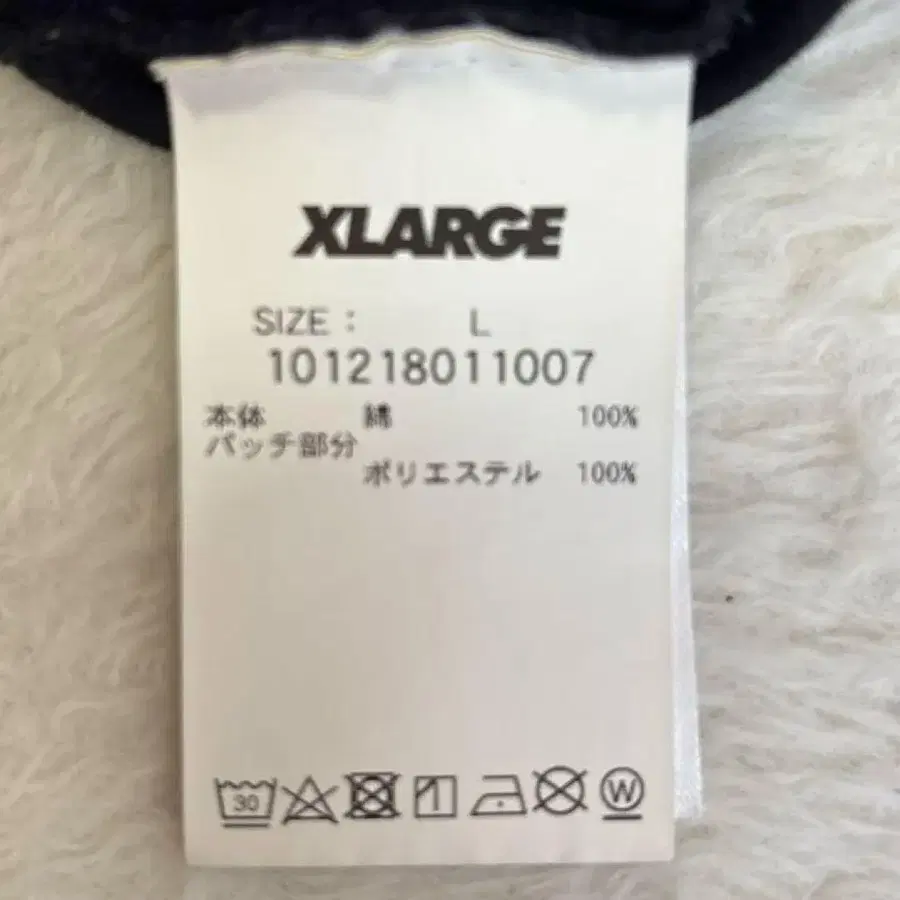 XLARGE
SIZE : L
101218011007
本体 綿 100%
パッチ部分
ポリエステル 100%
30
W